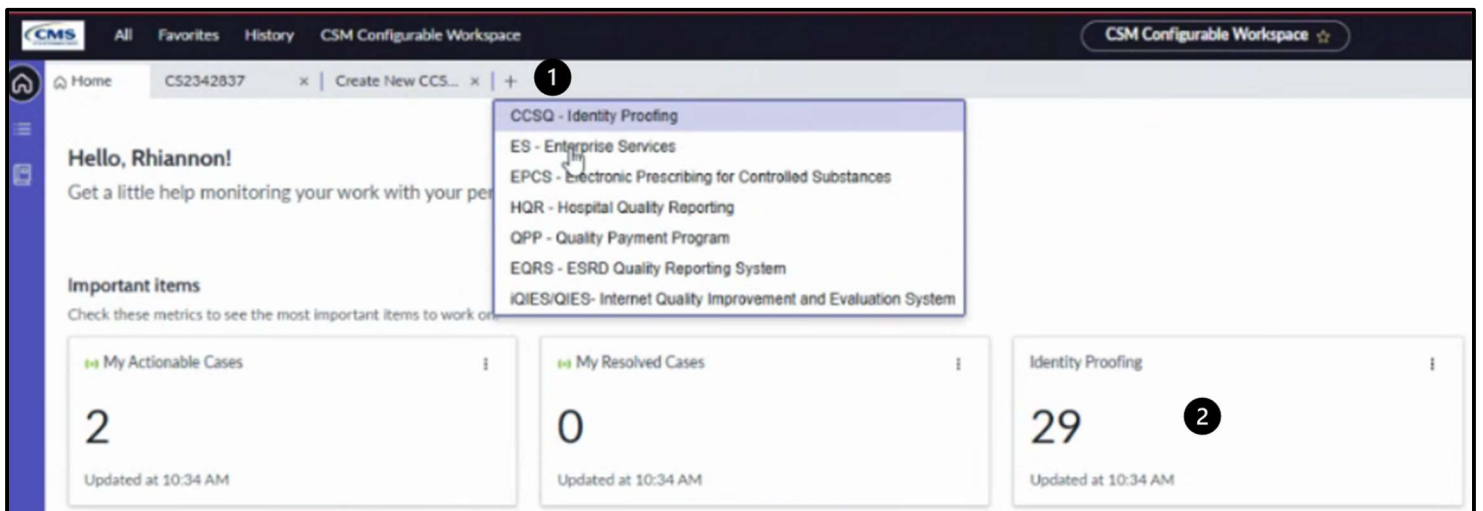 CMS All Favorites History CSM Configurable Workspace CSM Configurable Workspace
Home CS2342837 × Create New CCS... × +
1
CCSQ - Identity Proofing
ES - Enterprise Services
EPCS - Electronic Prescribing for Controlled Substances
HQR - Hospital Quality Reporting
QPP - Quality Payment Program
EQRS - ESRD Quality Reporting System
iQIES/QIES- Internet Quality Improvement and Evaluation System
Hello, Rhiannon!
Get a little help monitoring your work with your per
Important items
Check these metrics to see the most important items to work on.
My Actionable Cases
2
Updated at 10:34 AM
My Resolved Cases
0
Updated at 10:34 AM
Identity Proofing
29
2
Updated at 10:34 AM